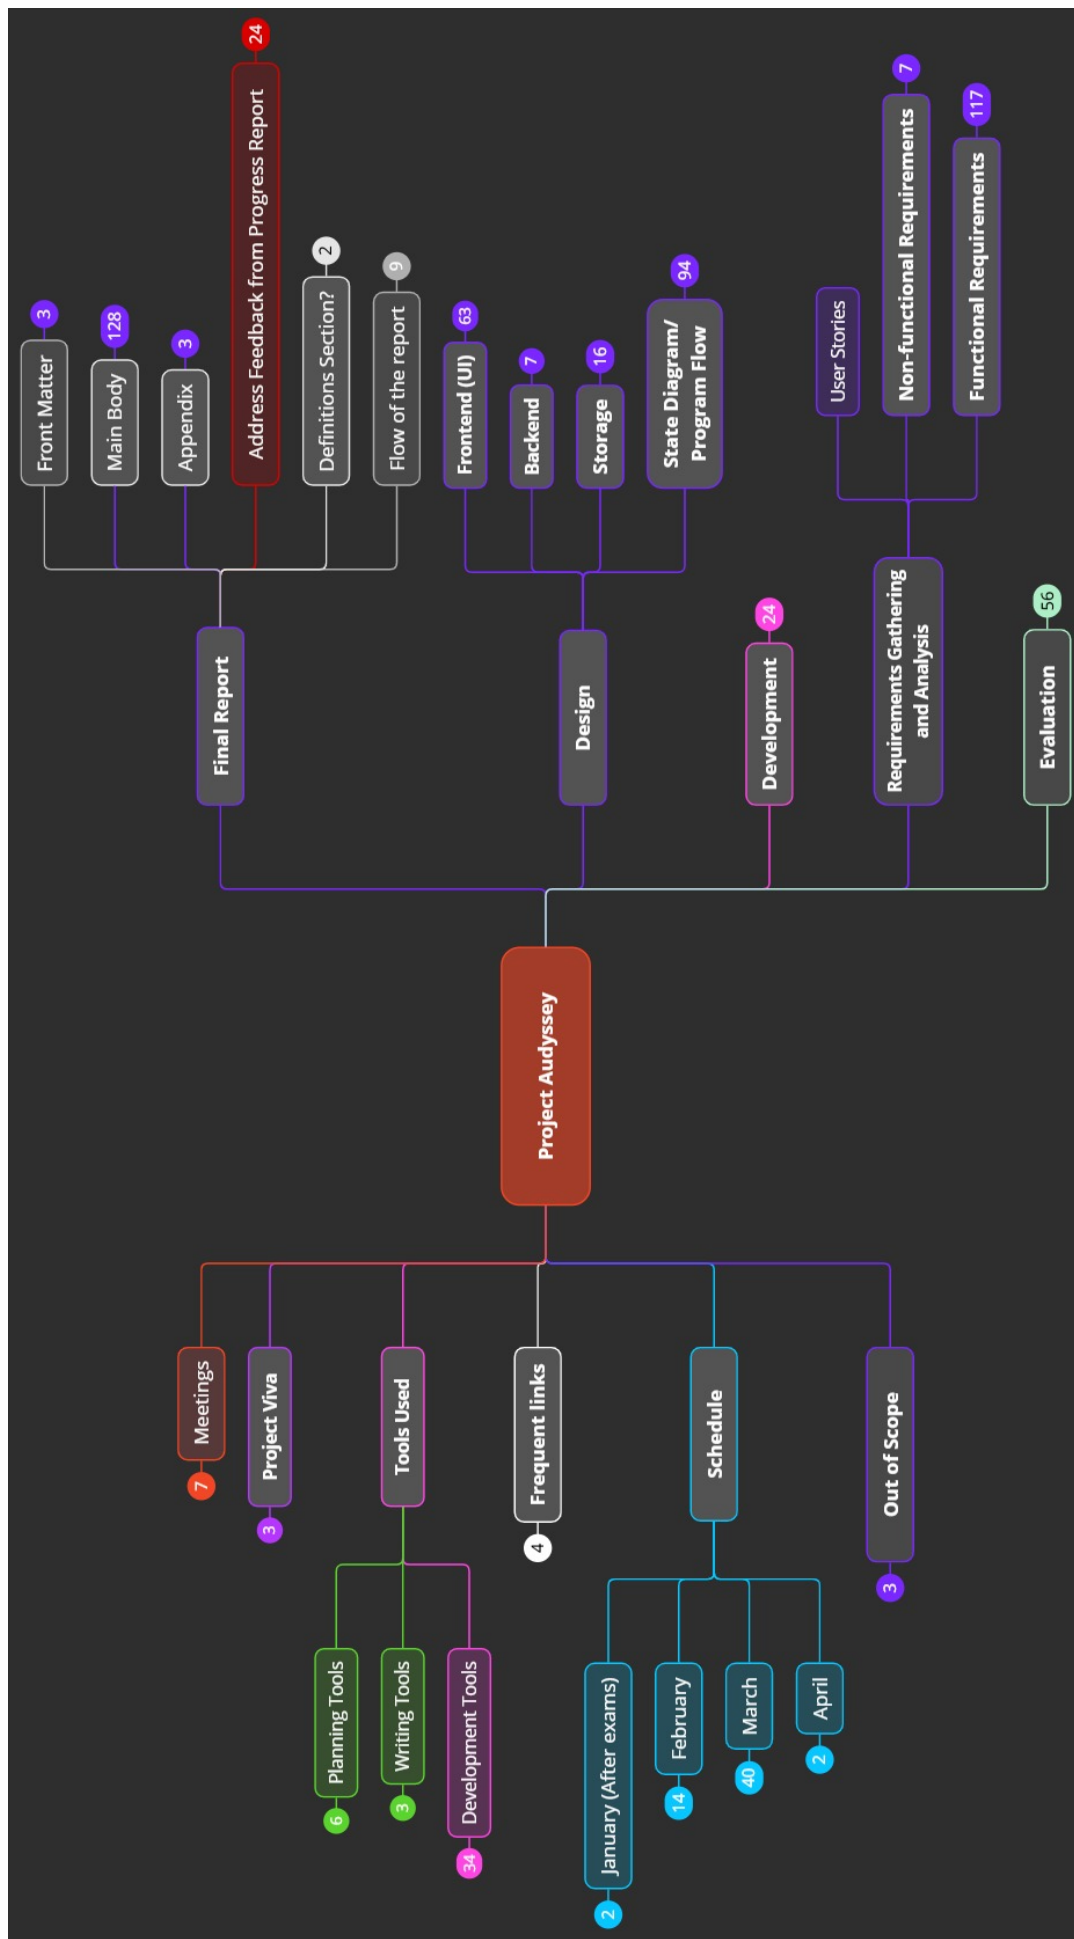 Project Audyssey
Final Report
Front Matter
3
Main Body
128
Appendix
3
Address Feedback from Progress Report
24
Definitions Section?
2
Flow of the report
9
Design
Frontend (UI)
63
Backend
7
Storage
16
State Diagram/
Program Flow
94
Development
24
Requirements Gathering
and Analysis
User Stories
Non-functional Requirements
7
Functional Requirements
117
Evaluation
56
Meetings
7
Project Viva
3
Tools Used
Planning Tools
6
Writing Tools
3
Development Tools
34
Frequent links
4
Schedule
January (After exams)
2
February
14
March
40
April
2
Out of Scope
3